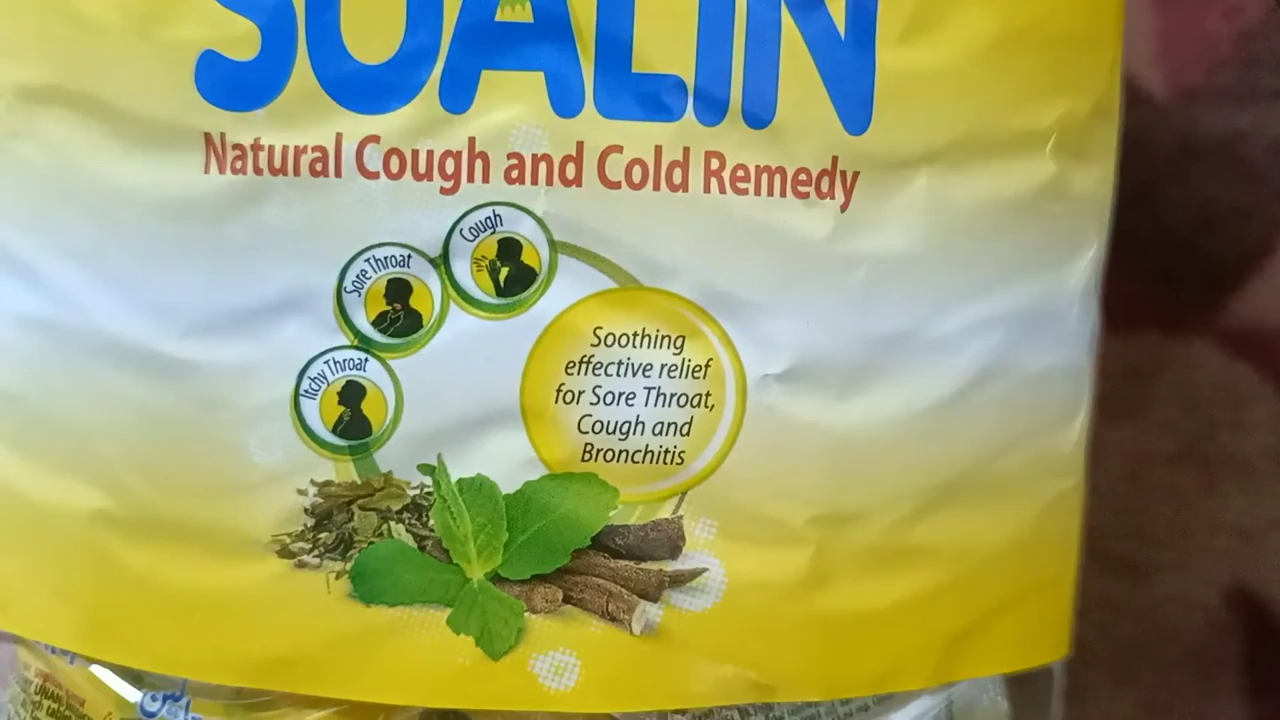 SUALIN
Natural Cough and Cold Remedy
Cough
Sore Throat
Itchy Throat
Soothing
effective relief
for Sore Throat,
Cough and
Bronchitis